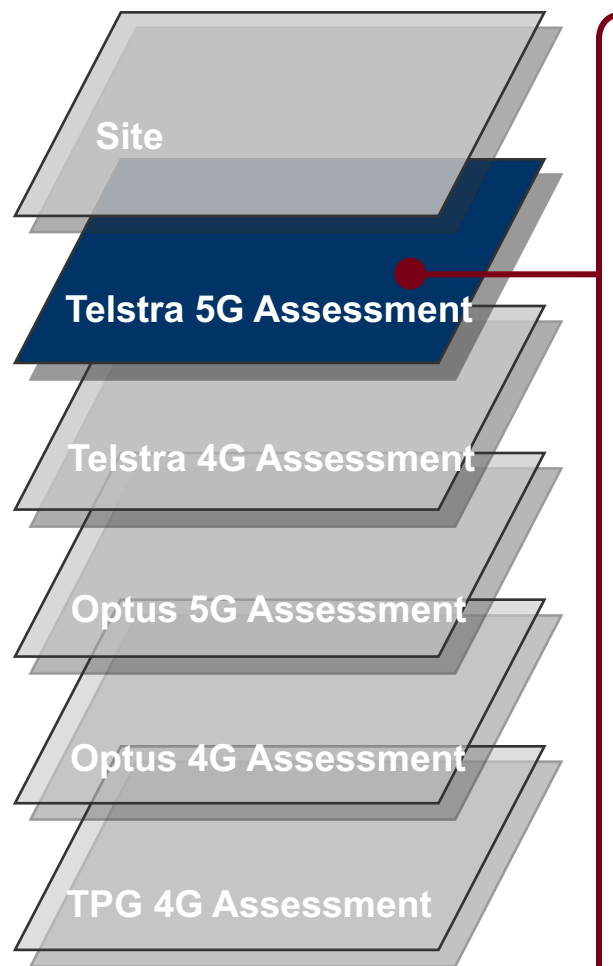 Site
Telstra 5G Assessment
Telstra 4G Assessment
Optus 5G Assessment
Optus 4G Assessment
TPG 4G Assessment